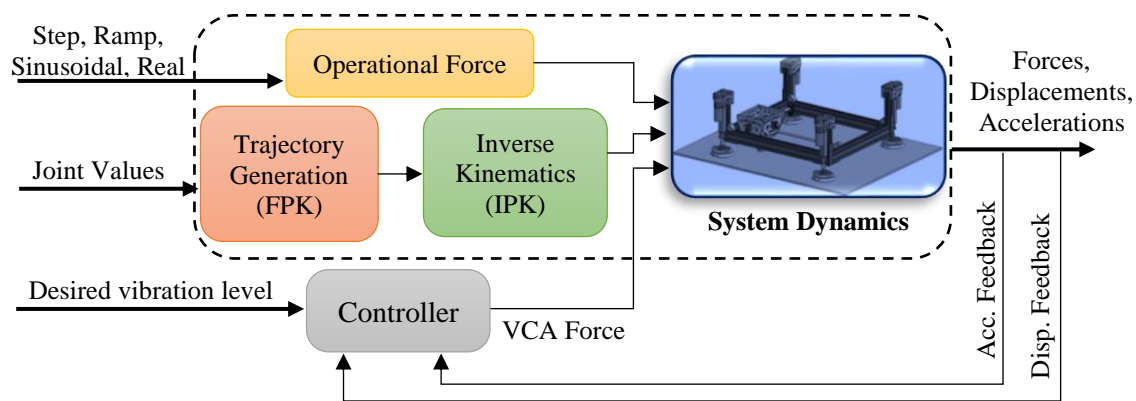 Step, Ramp,
Sinusoidal, Real
Operational Force
Forces,
Displacements,
Accelerations
Joint Values
Trajectory
Generation
(FPK)
Inverse
Kinematics
(IPK)
System Dynamics
Desired vibration level
Controller
VCA Force
Acc. Feedback
Disp. Feedback